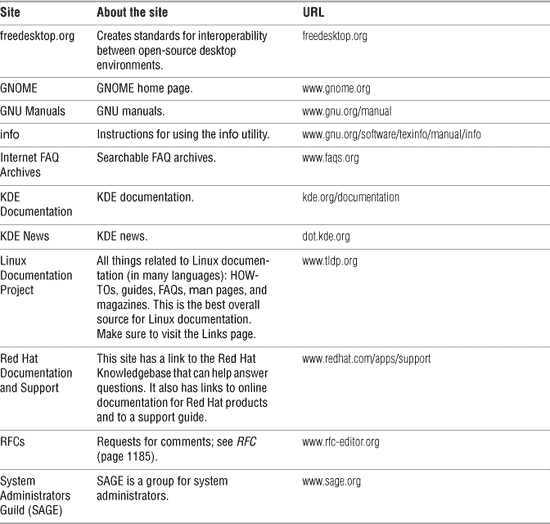 Site About the site URL
freedesktop.org Creates standards for interoperability freedesktop.org
between open-source desktop
environments.
GNOME GNOME home page. www.gnome.org
GNU Manuals GNU manuals. www.gnu.org/manual
info Instructions for using the info utility. www.gnu.org/software/texinfo/manual/info
Internet FAQ Searchable FAQ archives. www.faqs.org
Archives
KDE KDE documentation. kde.org/documentation
Documentation
KDE News KDE news. dot.kde.org
Linux All things related to Linux documen- www.tldp.org
Documentation tation (in many languages): HOW-
Project TOs, guides, FAQs, man pages, and
magazines. This is the best overall
source for Linux documentation.
Make sure to visit the Links page.
Red Hat This site has a link to the Red Hat www.redhat.com/apps/support
Documentation Knowledgebase that can help answer
and Support questions. It also has links to online
documentation for Red Hat products
and to a support guide.
RFCs Requests for comments; see RFC www.rfc-editor.org
(page 1185).
System SAGE is a group for system www.sage.org
Administrators administrators.
Guild (SAGE)